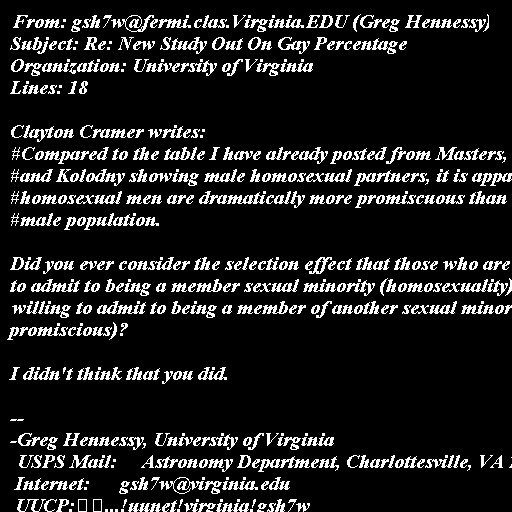 From: gsh7w@fermi.clas.Virginia.EDU (Greg Hennessy)
Subject: Re: New Study Out On Gay Percentage
Organization: University of Virginia
Lines: 18

Clayton Cramer writes:
#Compared to the table I have already posted from Masters,
#and Kolodny showing male homosexual partners, it is appa
#homosexual men are dramatically more promiscuous than
#male population.

Did you ever consider the selection effect that those who are
to admit to being a member sexual minority (homosexuality)
willing to admit to being a member of another sexual minor
promiscious)?

I didn't think that you did.

--
-Greg Hennessy, University of Virginia
USPS Mail: Astronomy Department, Charlottesville, VA
Internet: gsh7w@virginia.edu
UUCP: ...!uunet!virginia!gsh7w